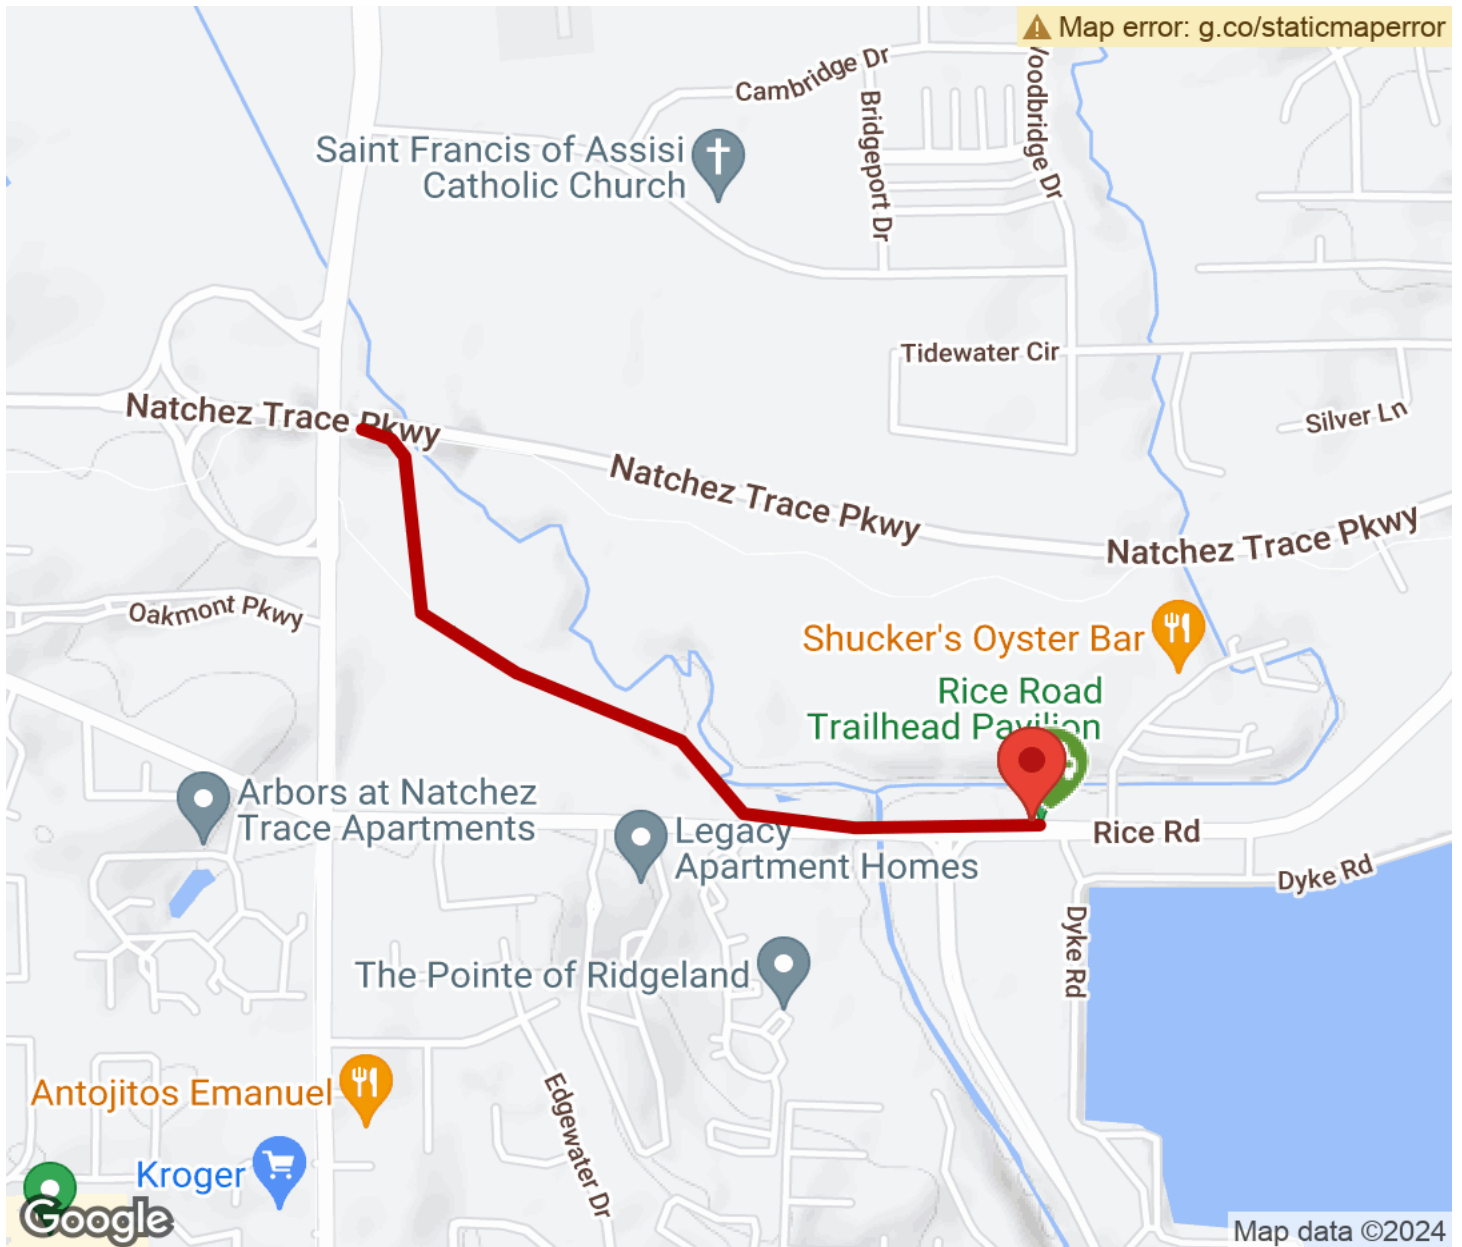 Map error: g.co/staticmaperror
Cambridge Dr
Bridgeport Dr
Woodbridge Dr
Saint Francis of Assisi
Catholic Church
Tidewater Cir
Silver Ln
Natchez Trace Pkwy
Natchez Trace Pkwy
Natchez Trace Pkwy
Oakmont Pkwy
Shucker's Oyster Bar
Rice Road
Trailhead Pavilion
Arbors at Natchez
Trace Apartments
Legacy
Apartment Homes
Rice Rd
Dyke Rd
Dyke Rd
The Pointe of Ridgeland
Antojitos Emanuel
Edgewater Dr
Kroger
Google
Map data ©2024